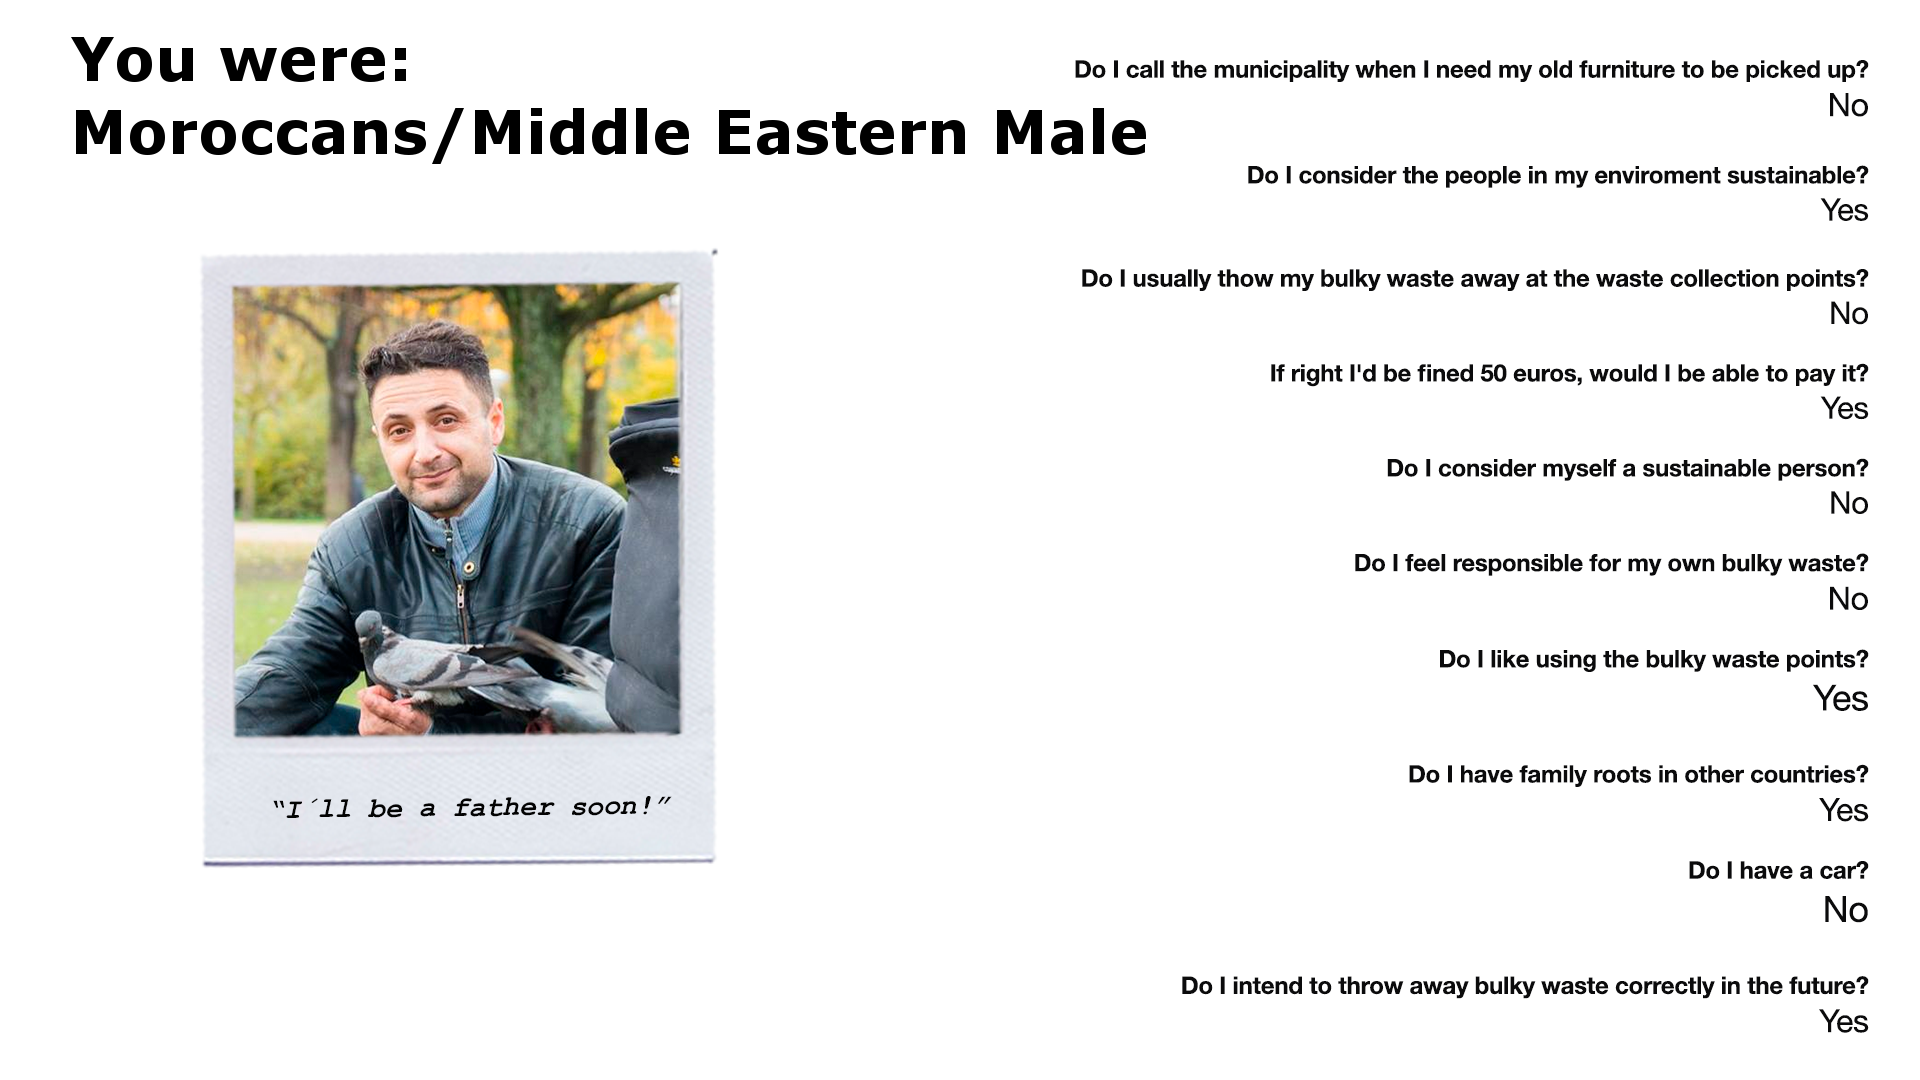 You were:
Moroccans/Middle Eastern Male
Do I call the municipality when I need my old furniture to be picked up?
No
Do I consider the people in my enviroment sustainable?
Yes
Do I usually thow my bulky waste away at the waste collection points?
No
If right I'd be fined 50 euros, would I be able to pay it?
Yes
Do I consider myself a sustainable person?
No
Do I feel responsible for my own bulky waste?
No
Do I like using the bulky waste points?
Yes
Do I have family roots in other countries?
Yes
Do I have a car?
No
Do I intend to throw away bulky waste correctly in the future?
Yes
“I´ll be a father soon!”